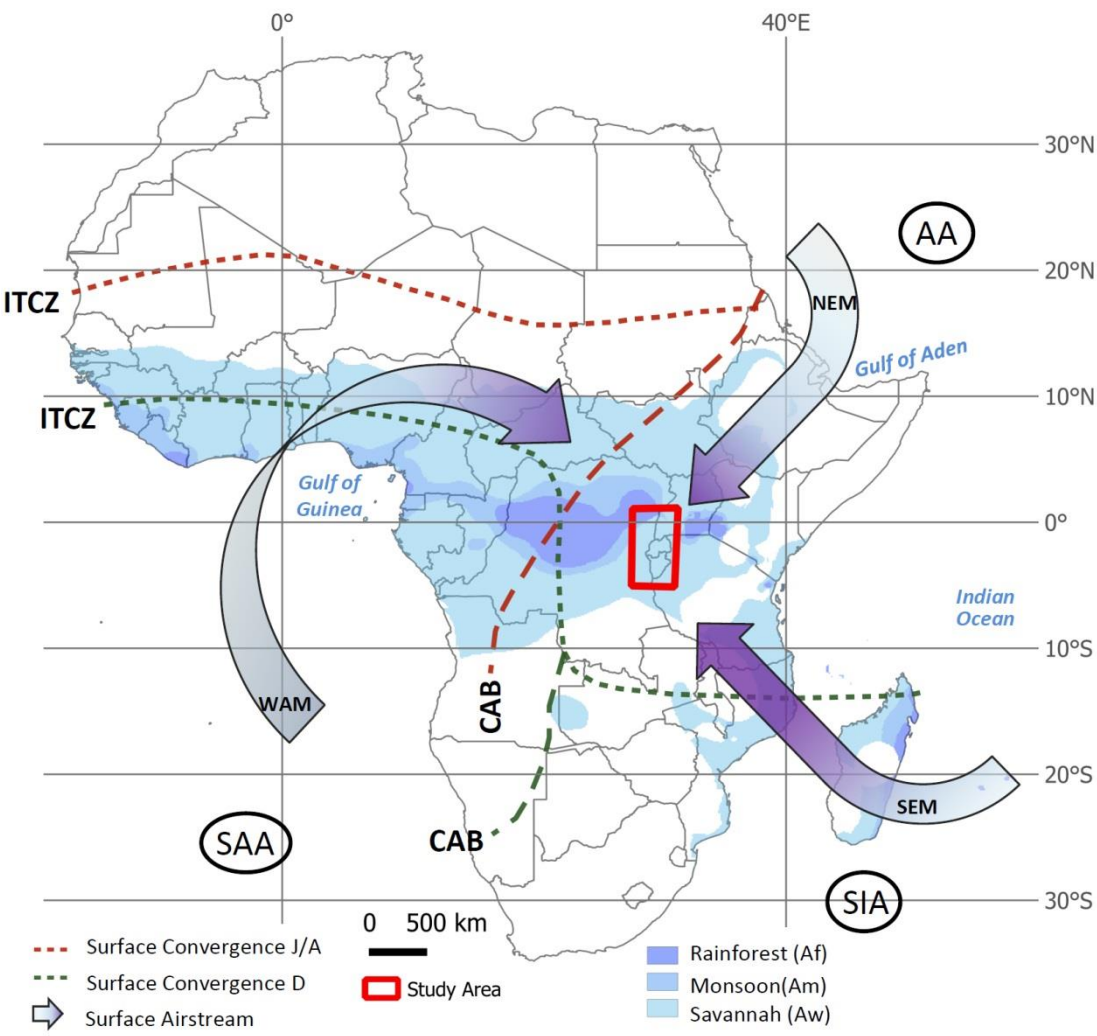 0°
40°E
30°N
AA
20°N
ITCZ
NEM
Gulf of Aden
10°N
ITCZ
Gulf of
Guinea
0°
Indian
Ocean
10°S
CAB
WAM
20°S
SEM
CAB
SAA
SIA
30°S
0 500 km
Surface Convergence J/A
Surface Convergence D
Surface Airstream
Study Area
Rainforest (Af)
Monsoon(Am)
Savannah (Aw)